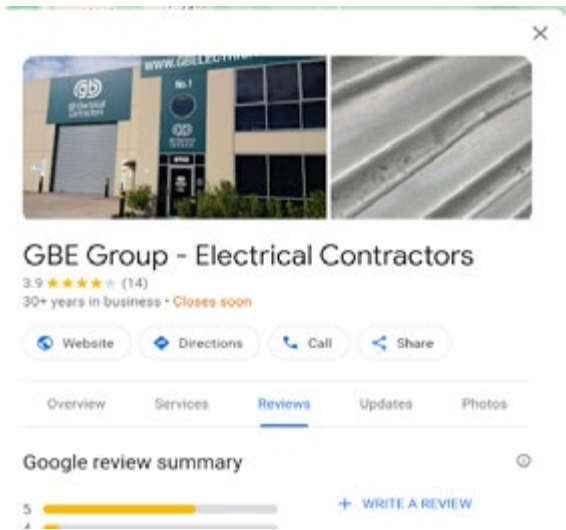 WWW.GBELECTRI
No.1
gb
GBE Group - Electrical Contractors
3.9 ★★★★☆ (14)
30+ years in business • Closes soon
Website
Directions
Call
Share
Overview
Services
Reviews
Updates
Photos
Google review summary
5
+ WRITE A REVIEW
4